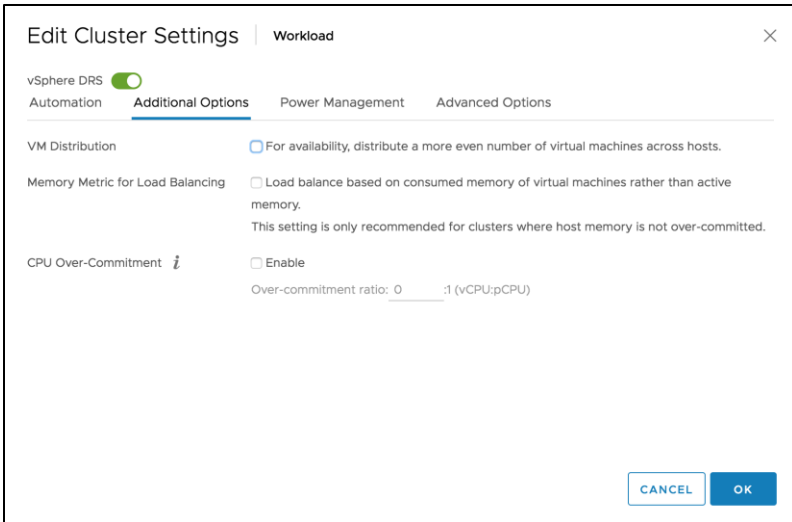 Edit Cluster Settings Workload
vSphere DRS
Automation Additional Options Power Management Advanced Options
VM Distribution For availability, distribute a more even number of virtual machines across hosts.
Memory Metric for Load Balancing Load balance based on consumed memory of virtual machines rather than active
memory.
This setting is only recommended for clusters where host memory is not over-committed.
CPU Over-Commitment i Enable
Over-commitment ratio: 0 :1 (vCPU:pCPU)
CANCEL OK